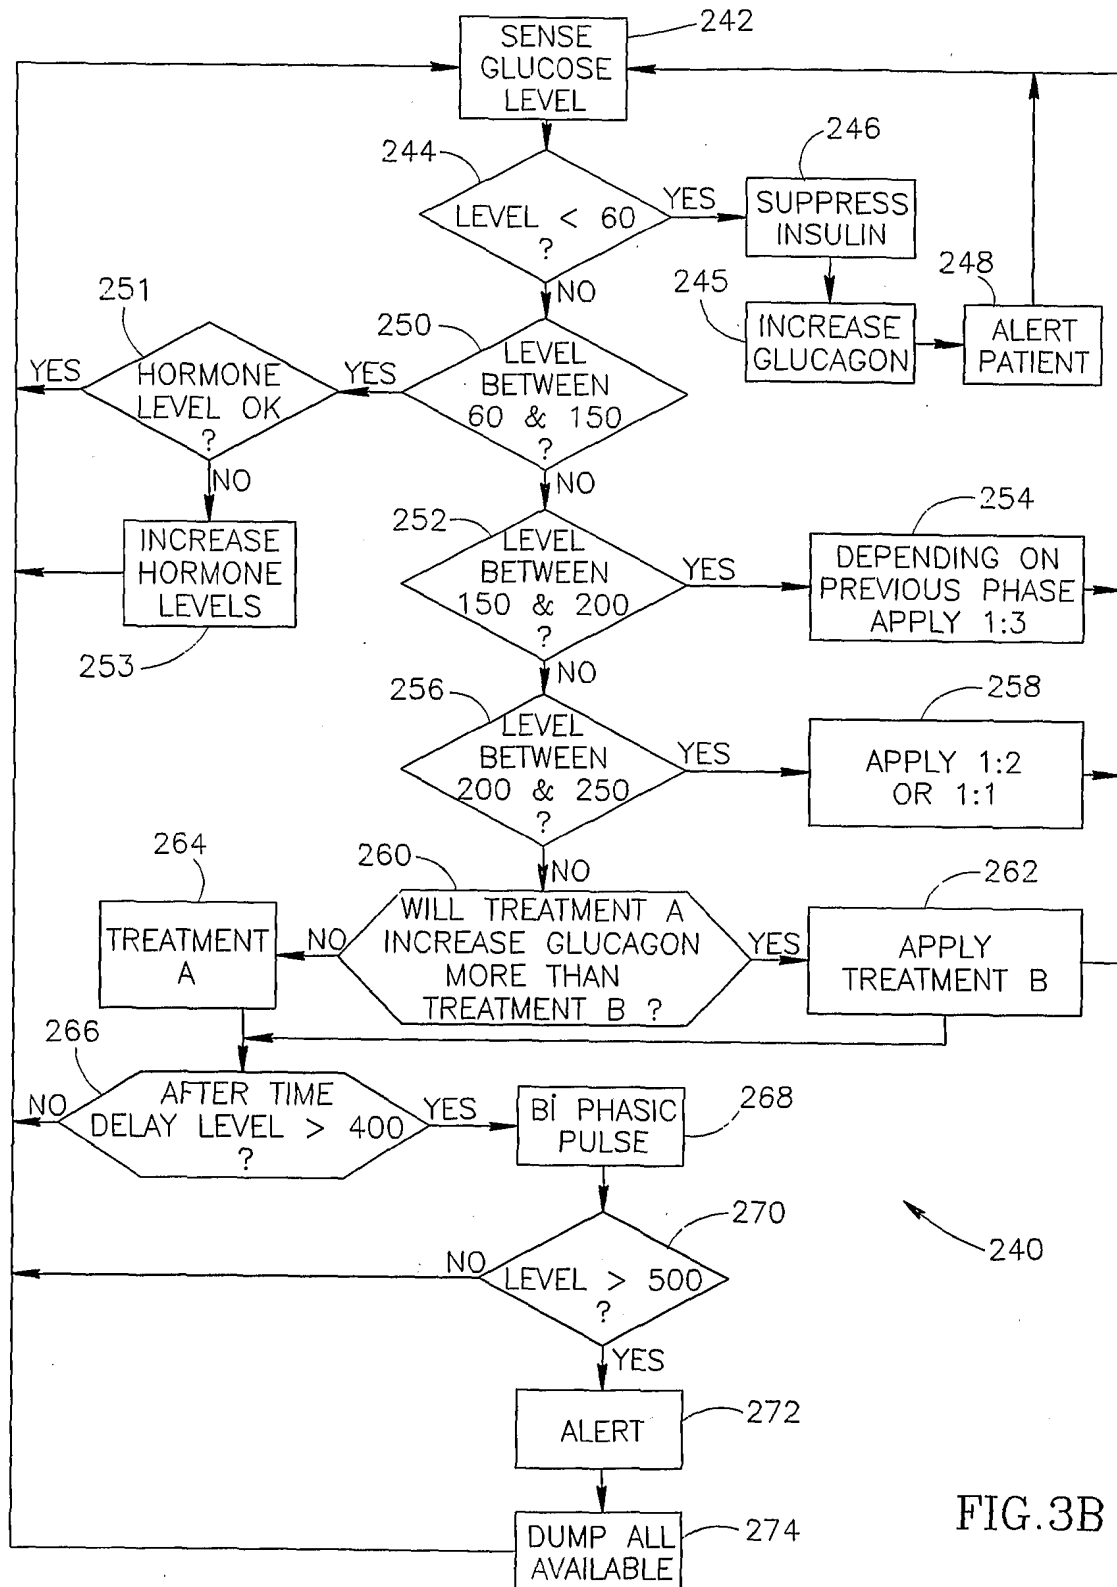 SENSE
GLUCOSE
LEVEL
242
244
LEVEL < 60
?
YES
NO
246
SUPPRESS
INSULIN
245
INCREASE
GLUCAGON
248
ALERT
PATIENT
251
HORMONE
LEVEL OK
?
YES
NO
250
LEVEL
BETWEEN
60 & 150
?
YES
NO
INCREASE
HORMONE
LEVELS
253
252
LEVEL
BETWEEN
150 & 200
?
YES
NO
254
DEPENDING ON
PREVIOUS PHASE
APPLY 1:3
256
LEVEL
BETWEEN
200 & 250
?
YES
NO
258
APPLY 1:2
OR 1:1
264
TREATMENT
A
260
WILL TREATMENT A
INCREASE GLUCAGON
MORE THAN
TREATMENT B ?
NO
YES
262
APPLY
TREATMENT B
266
AFTER TIME
DELAY LEVEL > 400
?
NO
YES
Bi PHASIC
PULSE
268
270
LEVEL > 500
?
NO
YES
240
ALERT
272
DUMP ALL
AVAILABLE
274
FIG.3B